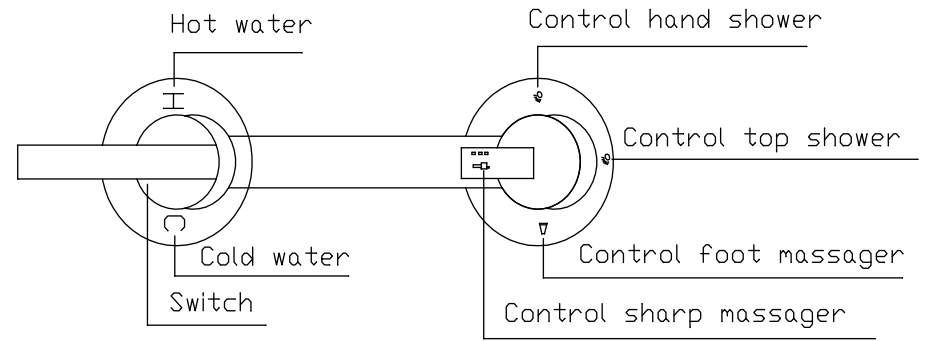 Hot water
Control hand shower
Control top shower
Cold water
Control foot massager
Switch
Control sharp massager